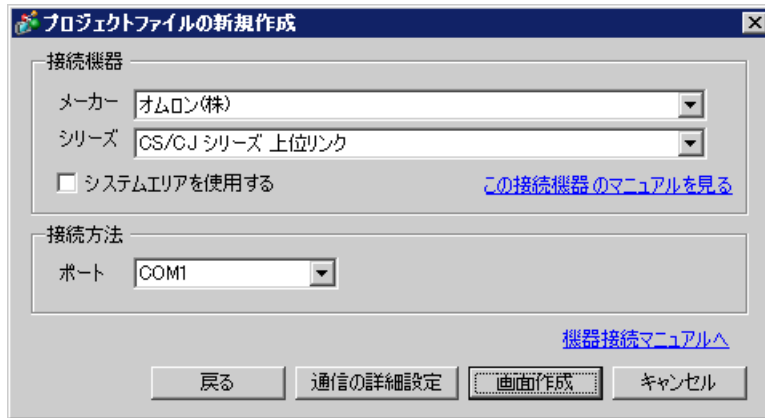 プロジェクトファイルの新規作成
接続機器
メーカー オムロン(株)
シリーズ CS/CJ シリーズ 上位リンク
システムエリアを使用する この接続機器のマニュアルを見る
接続方法
ポート COM1
機器接続マニュアルへ
戻る 通信の詳細設定 画面作成 キャンセル